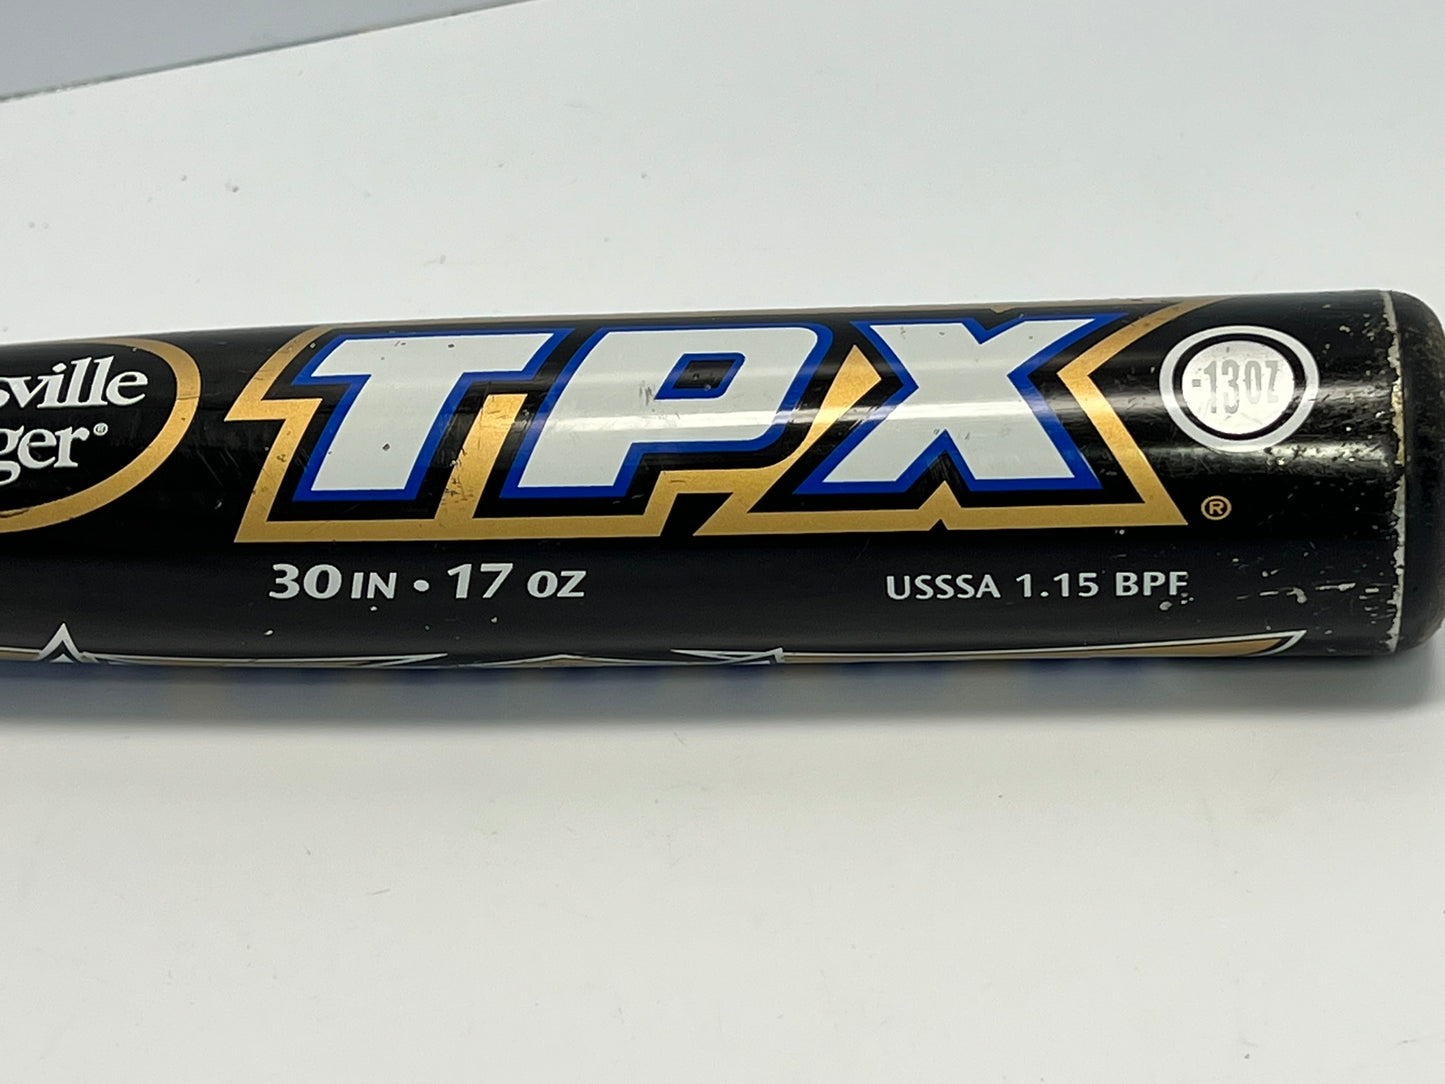 sville
ger®
TPX®
-13OZ
30 IN • 17 OZ
USSSA 1.15 BPF